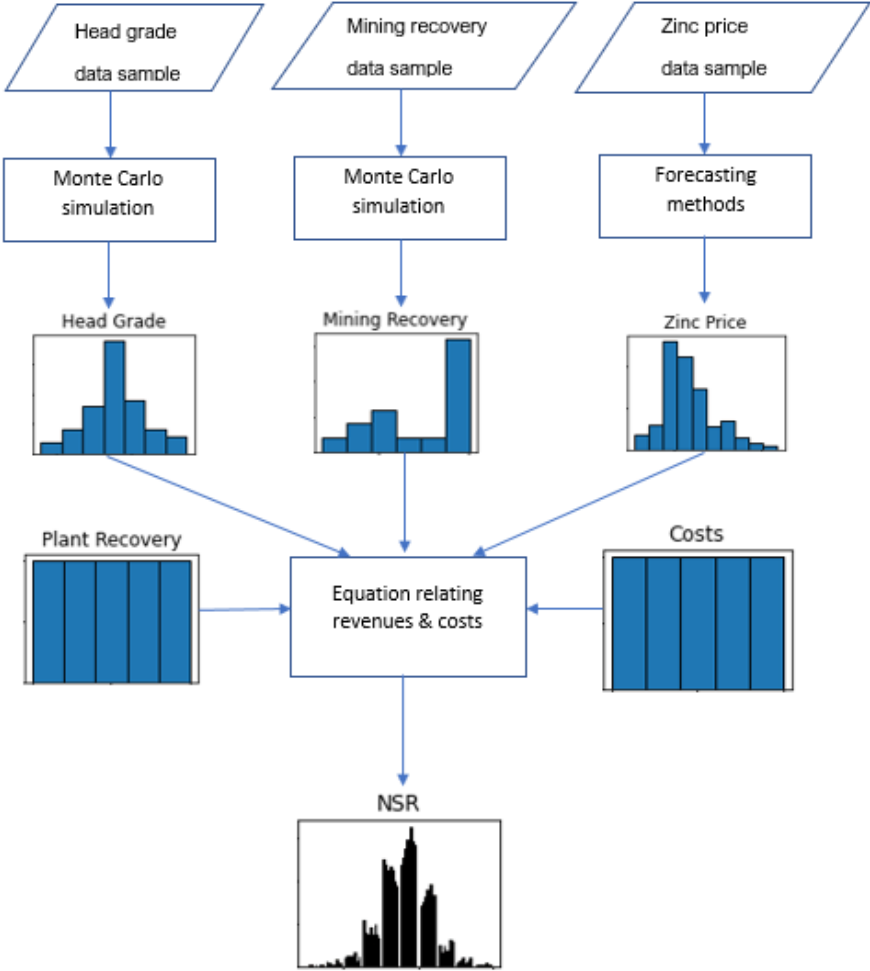 Head grade
data sample
Mining recovery
data sample
Zinc price
data sample
Monte Carlo
simulation
Monte Carlo
simulation
Forecasting
methods
Head Grade
Mining Recovery
Zinc Price
Plant Recovery
Equation relating
revenues & costs
Costs
NSR